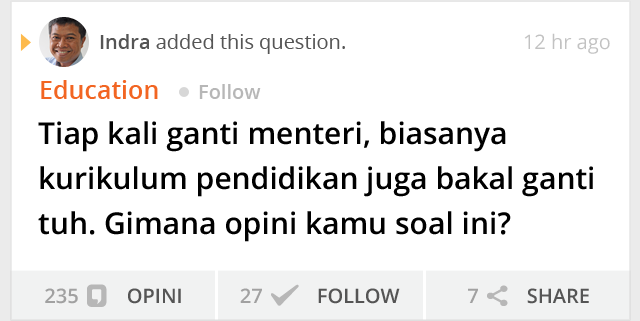 Indra added this question. 12 hr ago
Education • Follow
Tiap kali ganti menteri, biasanya
kurikulum pendidikan juga bakal ganti
tuh. Gimana opini kamu soal ini?
235 OPINI 27 FOLLOW 7 SHARE